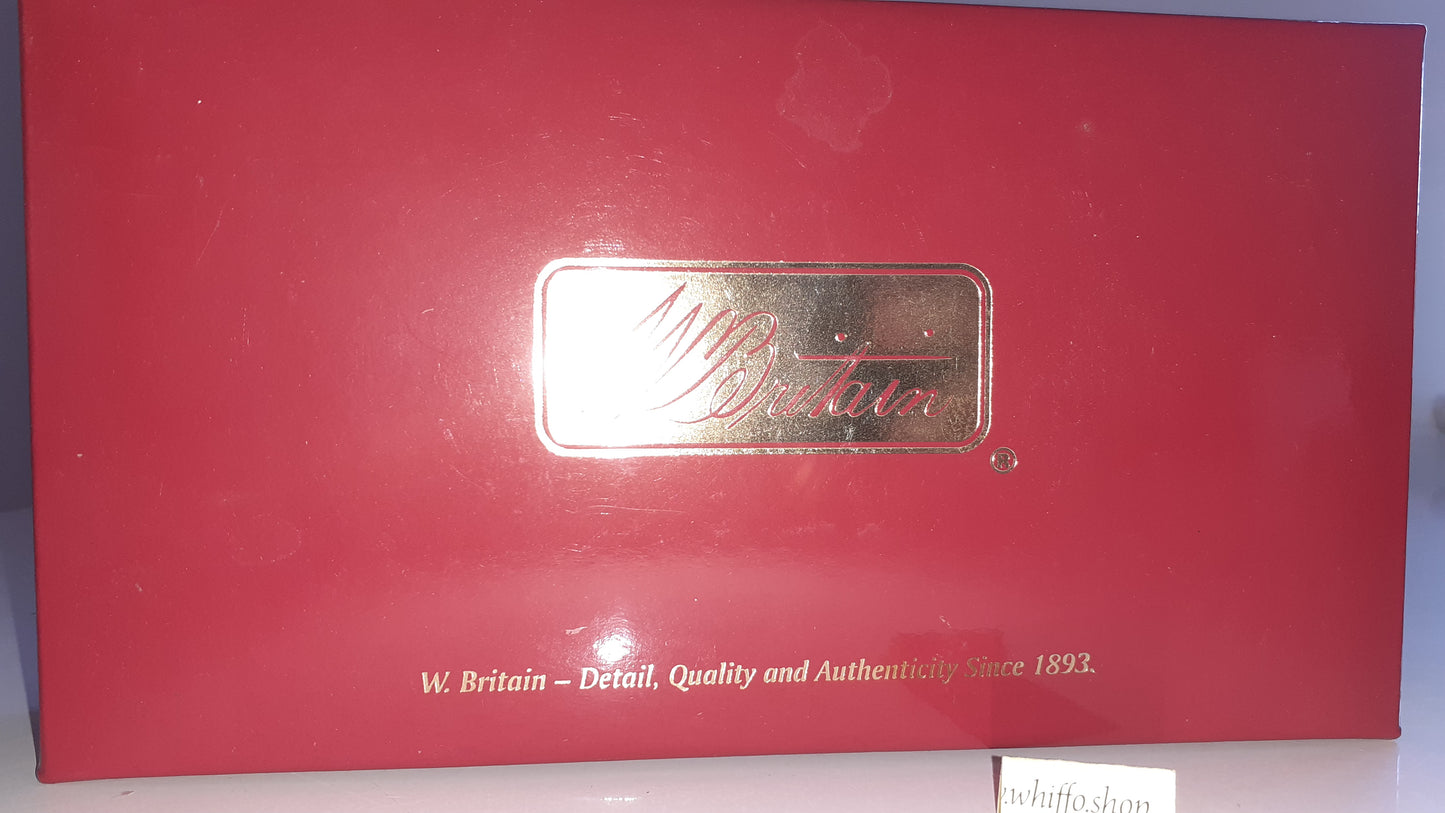 W Britain
®
W. Britain – Detail, Quality and Authenticity Since 1893.
.whiffo.shop